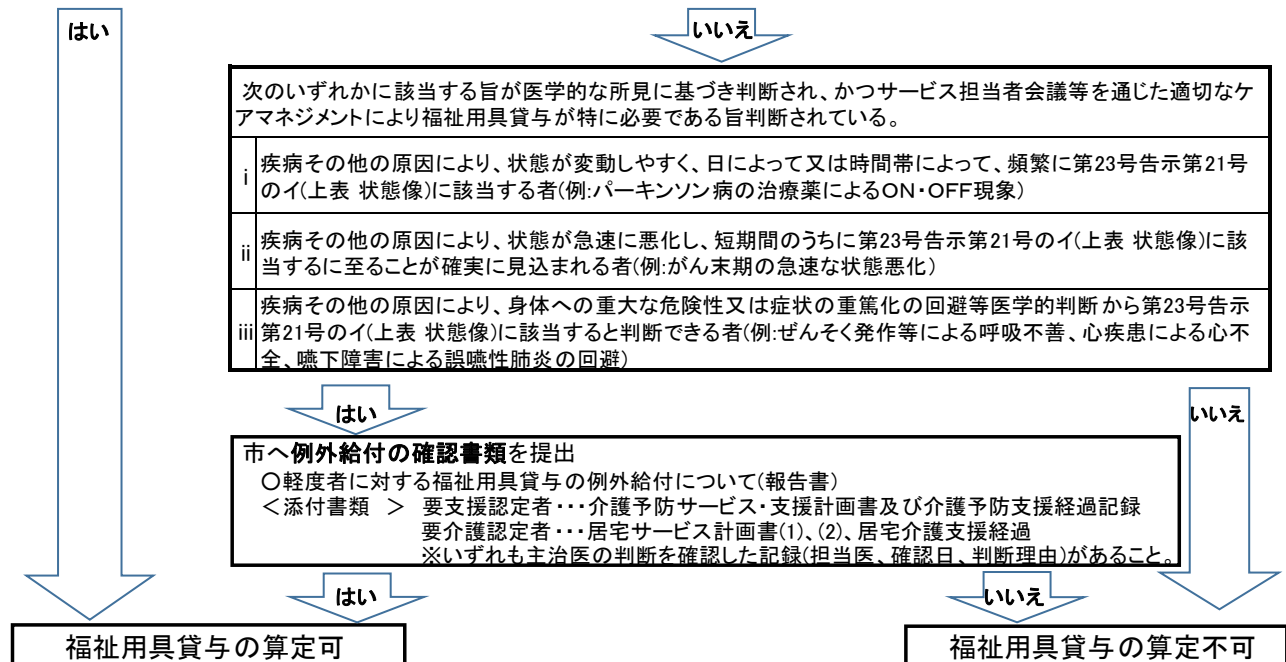 はい
いいえ
次のいずれかに該当する旨が医学的な所見に基づき判断され、かつサービス担当者会議等を通じた適切なケ
アマネジメントにより福祉用具貸与が特に必要である旨判断されている。
i
疾病その他の原因により、状態が変動しやすく、日によって又は時間帯によって、頻繁に第23号告示第21号
のイ(上表 状態像)に該当する者(例:パーキンソン病の治療薬によるON・OFF現象)
ii
疾病その他の原因により、状態が急速に悪化し、短期間のうちに第23号告示第21号のイ(上表 状態像)に該
当するに至ることが確実に見込まれる者(例:がん末期の急速な状態悪化)
iii
疾病その他の原因により、身体への重大な危険性又は症状の重篤化の回避等医学的判断から第23号告示
第21号のイ(上表 状態像)に該当すると判断できる者(例:ぜんそく発作等による呼吸不善、心疾患による心不
全、嚥下障害による誤嚥性肺炎の回避)
はい
いいえ
市へ例外給付の確認書類を提出
○軽度者に対する福祉用具貸与の例外給付について(報告書)
＜添付書類 ＞ 要支援認定者・・・介護予防サービス・支援計画書及び介護予防支援経過記録
要介護認定者・・・居宅サービス計画書(1)、(2)、居宅介護支援経過
※いずれも主治医の判断を確認した記録(担当医、確認日、判断理由)があること。
はい
いいえ
福祉用具貸与の算定可
福祉用具貸与の算定不可